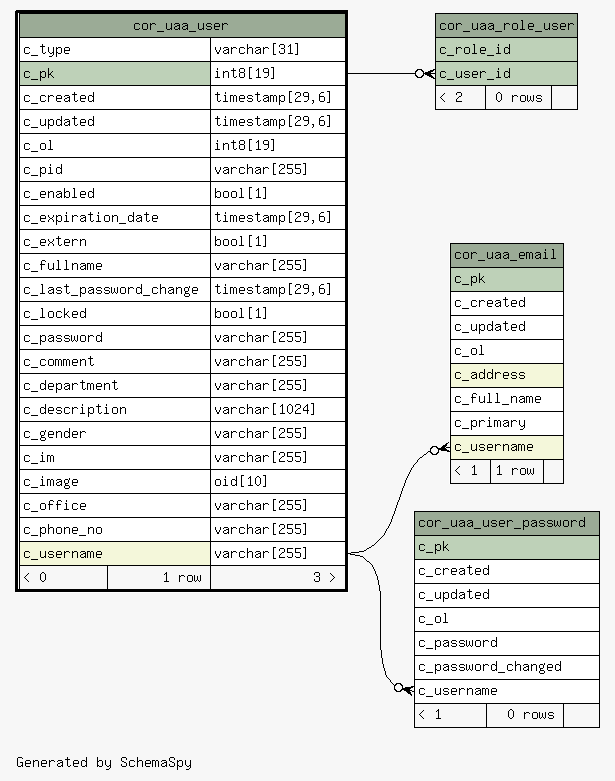 cor_uaa_user
c_type varchar[31]
c_pk int8[19]
c_created timestamp[29,6]
c_updated timestamp[29,6]
c_ol int8[19]
c_pid varchar[255]
c_enabled bool[1]
c_expiration_date timestamp[29,6]
c_extern bool[1]
c_fullname varchar[255]
c_last_password_change timestamp[29,6]
c_locked bool[1]
c_password varchar[255]
c_comment varchar[255]
c_department varchar[255]
c_description varchar[1024]
c_gender varchar[255]
c_im varchar[255]
c_image oid[10]
c_office varchar[255]
c_phone_no varchar[255]
c_username varchar[255]
< 0 1 row 3 >
cor_uaa_role_user
c_role_id
c_user_id
< 2 0 rows
cor_uaa_email
c_pk
c_created
c_updated
c_ol
c_address
c_full_name
c_primary
c_username
< 1 1 row
cor_uaa_user_password
c_pk
c_created
c_updated
c_ol
c_password
c_password_changed
c_username
< 1 0 rows
Generated by SchemaSpy